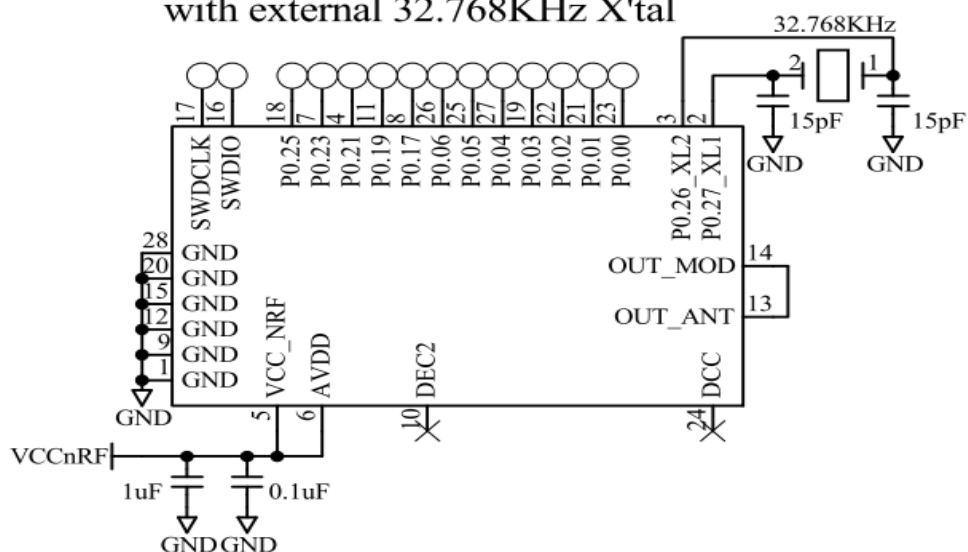 with external 32.768KHz X'tal
32.768KHz
2
1
15pF
15pF
GND
GND
17
16
18
7
4
11
8
26
25
27
19
22
21
23
3
2
SWDCLK
SWDIO
P0.25
P0.23
P0.21
P0.19
P0.17
P0.06
P0.05
P0.04
P0.03
P0.02
P0.01
P0.00
P0.26_XL2
P0.27_XL1
28 GND
20 GND
15 GND
12 GND
9 GND
1 GND
GND
OUT_MOD 14
OUT_ANT 13
VCC_NRF
AVDD
DEC2
DCC
5
6
10
24
VCCnRF
1uF
0.1uF
GND
GND